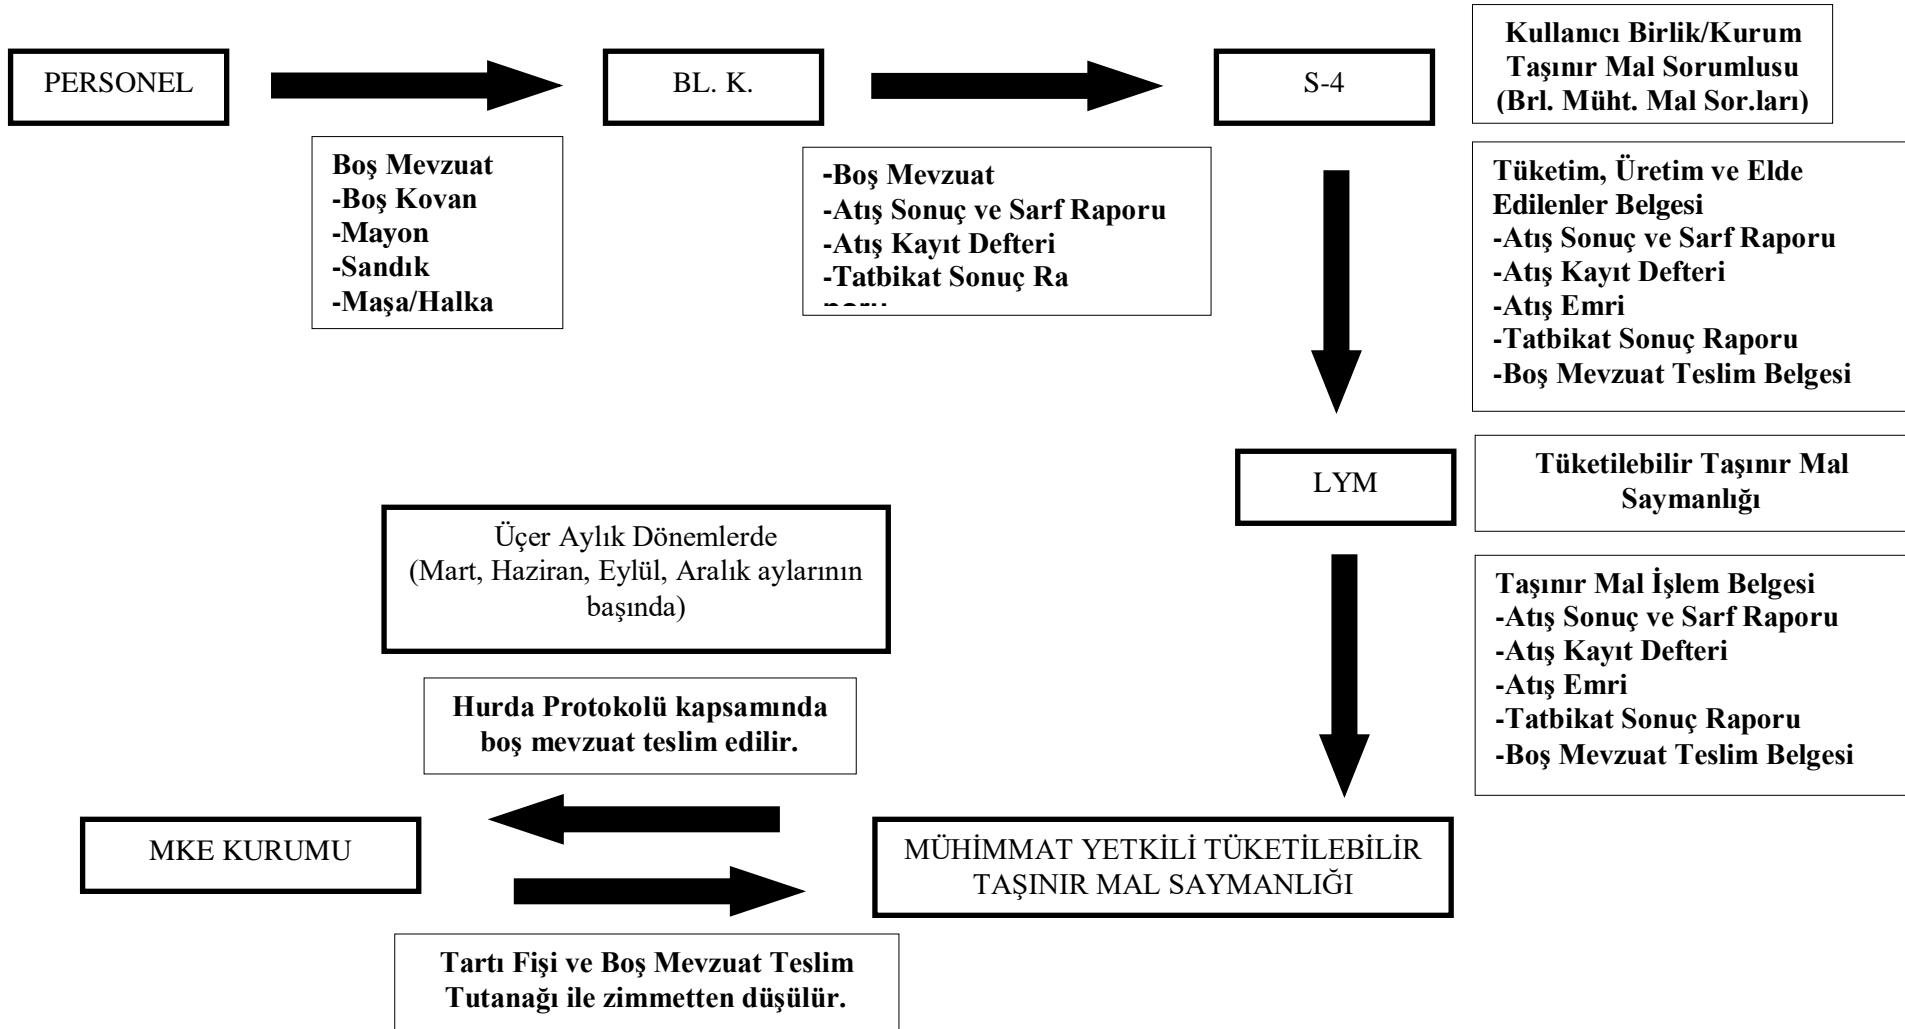 PERSONEL
BL. K.
S-4
Kullanıcı Birlik/Kurum
Taşınır Mal Sorumlusu
(Brl. Müht. Mal Sor.ları)
Boş Mevzuat
-Boş Kovan
-Mayon
-Sandık
-Maşa/Halka
-Boş Mevzuat
-Atış Sonuç ve Sarf Raporu
-Atış Kayıt Defteri
-Tatbikat Sonuç Ra
Tüketim, Üretim ve Elde
Edilenler Belgesi
-Atış Sonuç ve Sarf Raporu
-Atış Kayıt Defteri
-Atış Emri
-Tatbikat Sonuç Raporu
-Boş Mevzuat Teslim Belgesi
LYM
Tüketilebilir Taşınır Mal
Saymanlığı
Üçer Aylık Dönemlerde
(Mart, Haziran, Eylül, Aralık aylarının
başında)
Taşınır Mal İşlem Belgesi
-Atış Sonuç ve Sarf Raporu
-Atış Kayıt Defteri
-Atış Emri
-Tatbikat Sonuç Raporu
-Boş Mevzuat Teslim Belgesi
Hurda Protokolü kapsamında
boş mevzuat teslim edilir.
MKE KURUMU
MÜHİMMAT YETKİLİ TÜKETİLEBİLİR
TAŞINIR MAL SAYMANLIĞI
Tartı Fişi ve Boş Mevzuat Teslim
Tutanağı ile zimmetten düşülür.